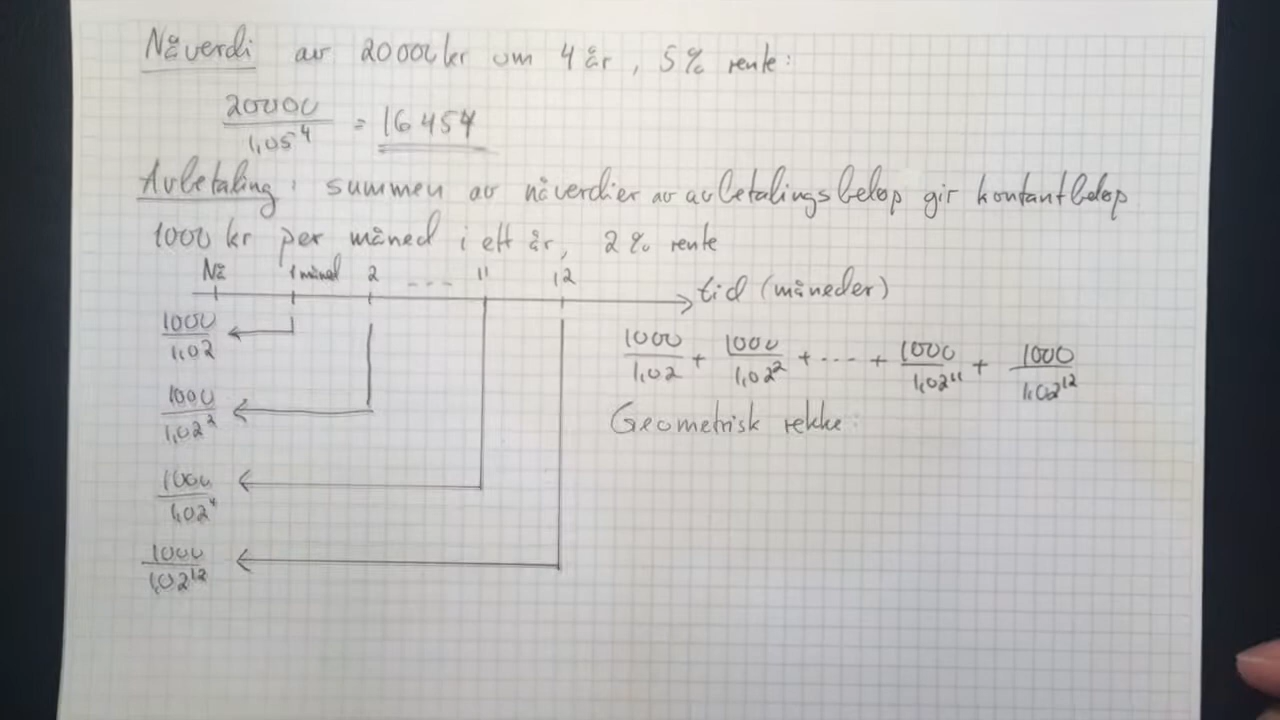 Nåverdi av 20000 kr om 4 år, 5% rente:
20000 / 1,05^4 = 16 454
Avbetaling: summen av nåverdier av avbetalingsbeløp gir kontantbeløp
1000 kr per måned i ett år, 2% rente
Nå 1 måned 2 .... 11 12 tid (måneder)
1000 / 1,02
1000 / 1,02^2
1000 / 1,02^4
1000 / 1,02^12
1000 / 1,02 + 1000 / 1,02^2 + .... + 1000 / 1,02^11 + 1000 / 1,02^12
Geometrisk rekke: